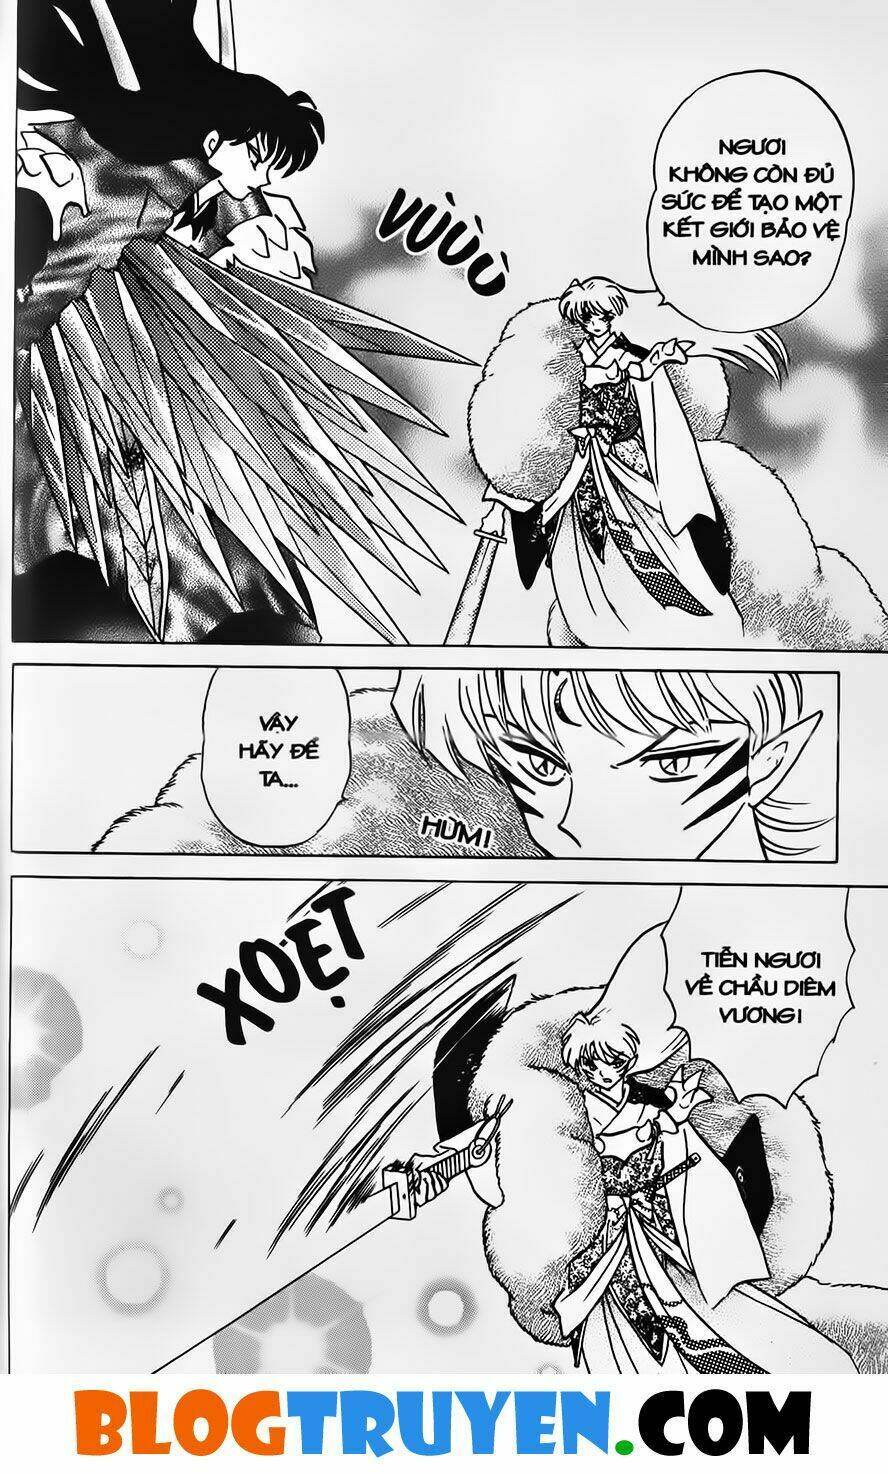 NGƯƠI
KHÔNG CÒN ĐỦ
SỨC ĐỂ TẠO MỘT
KẾT GIỚI BẢO VỆ
MÌNH SAO?
VÙÙÙ
VẬY
HÃY ĐỂ
TA...
HỪM!
XOẸT
TIỄN NGƯƠI
VỀ CHẦU DIÊM
VƯƠNG!
BLOGTRUYEN.COM